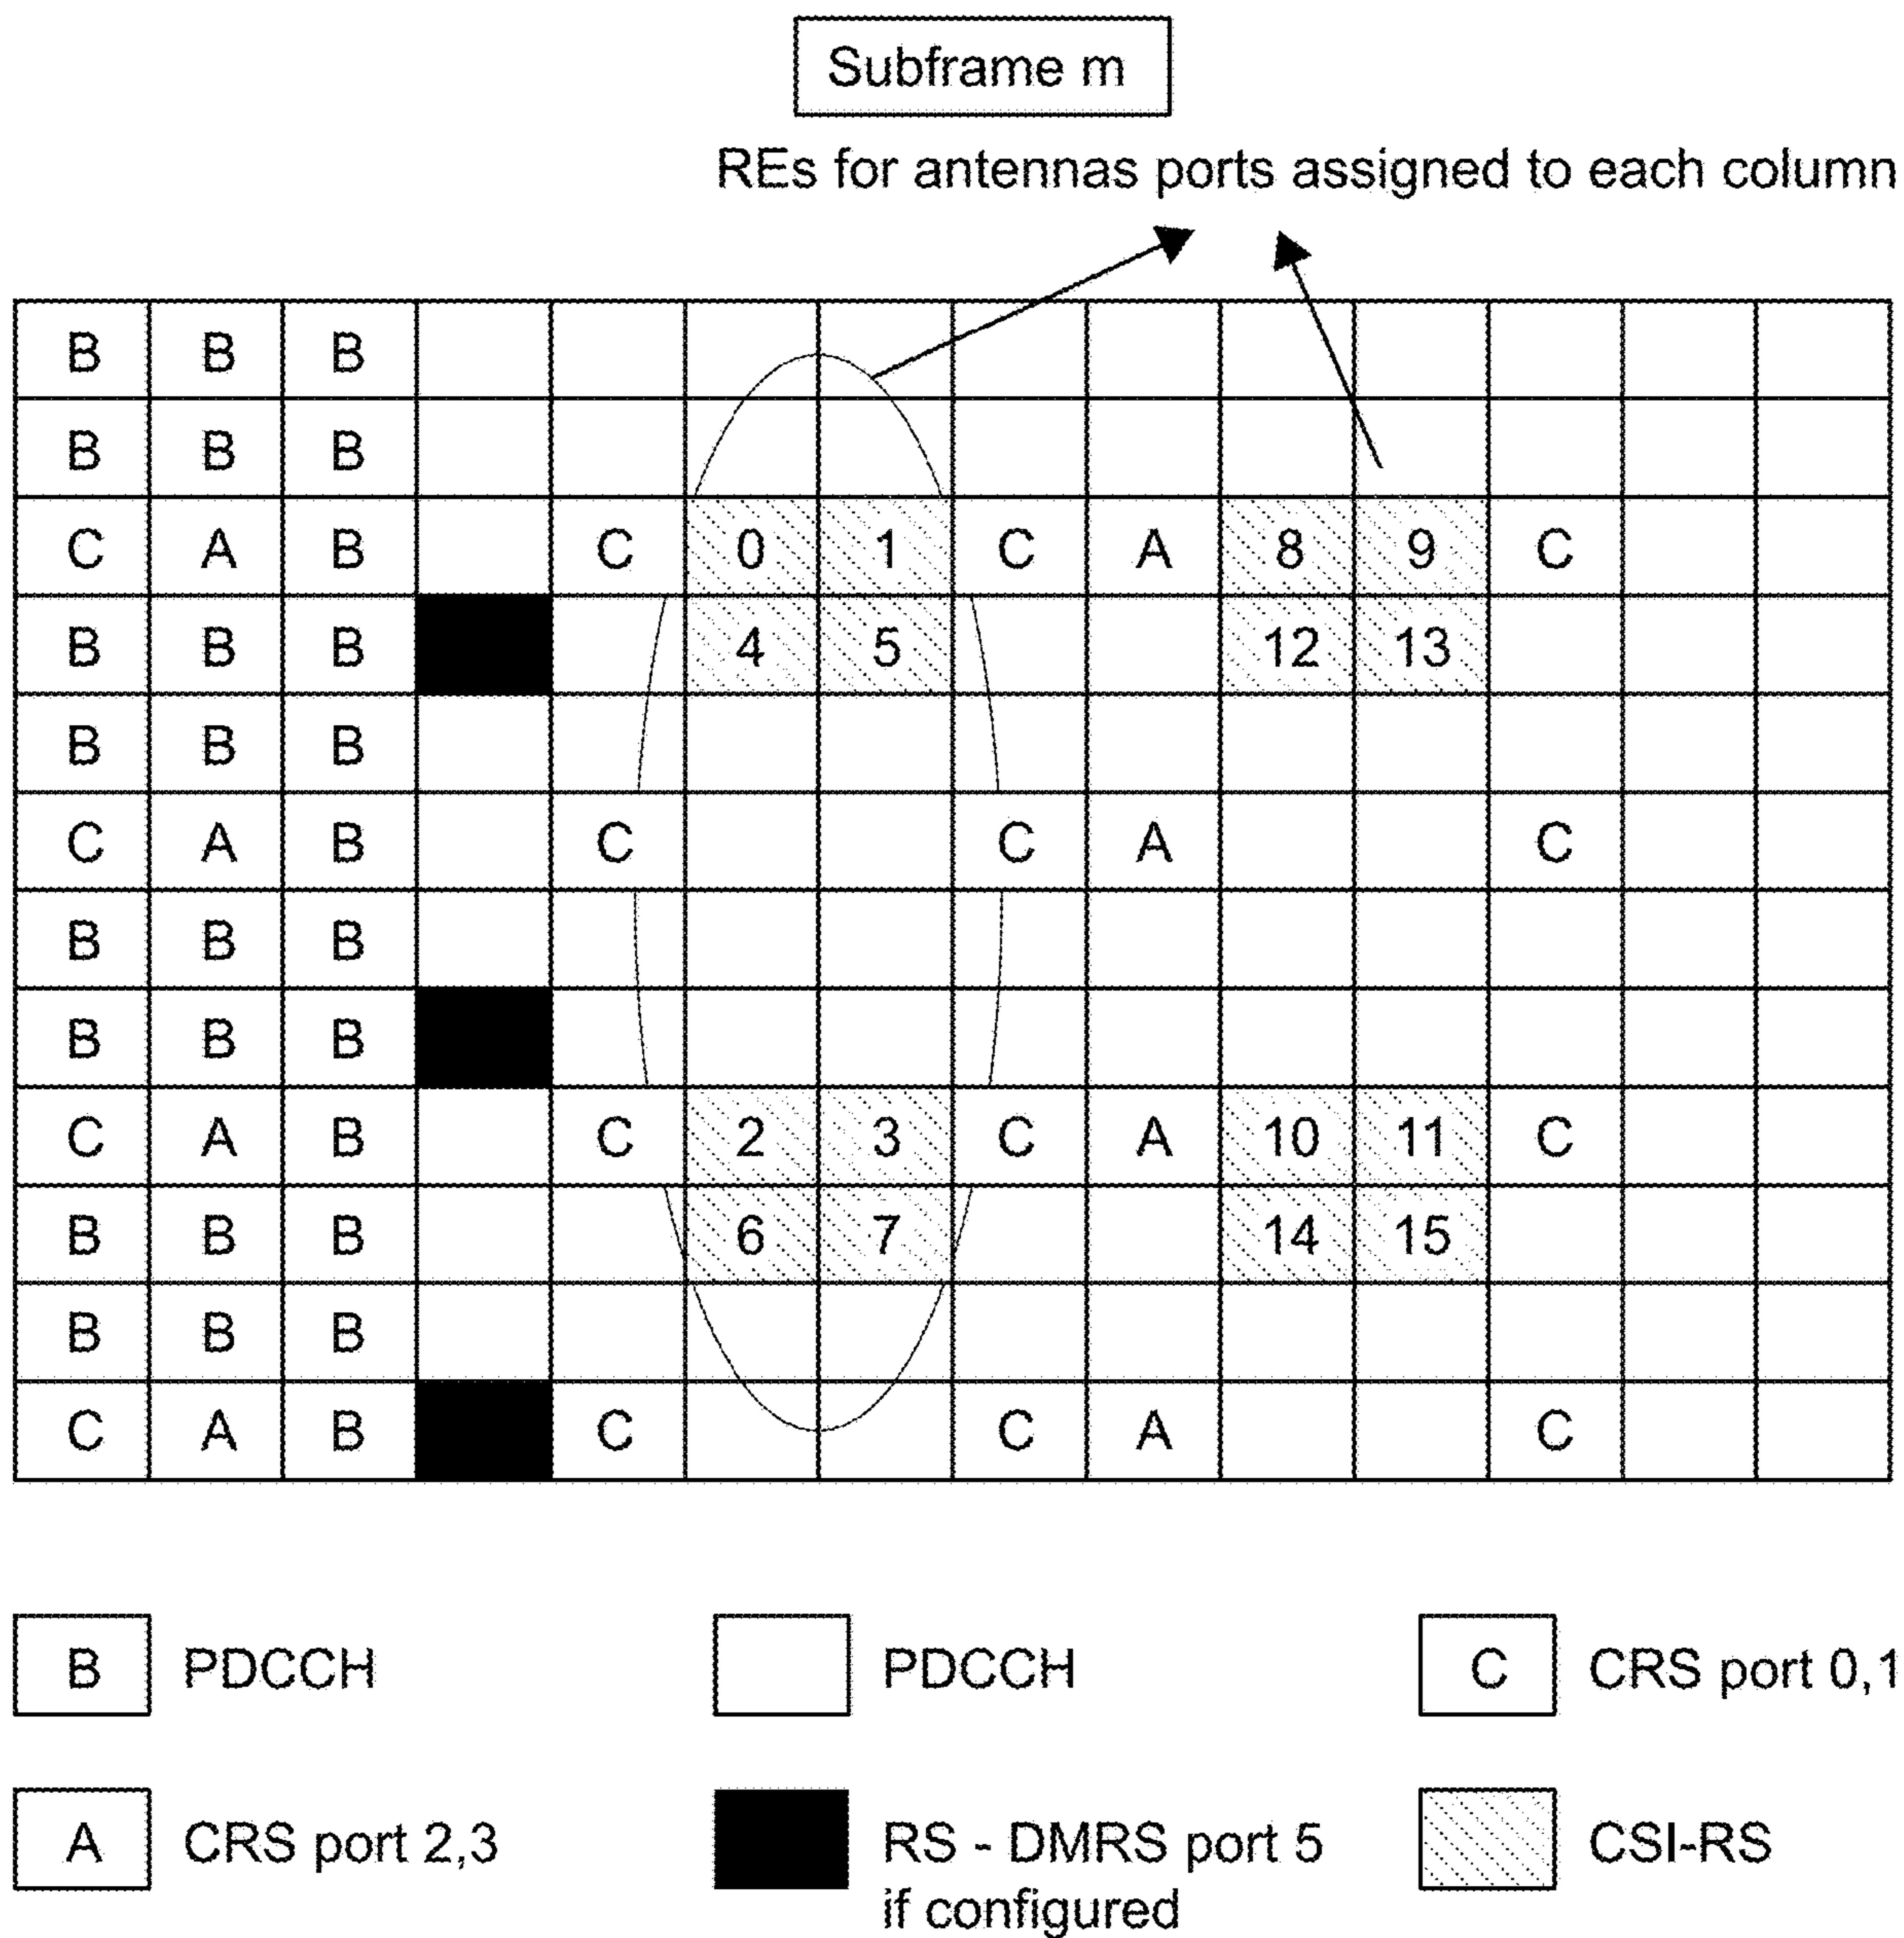 Subframe m
REs for antennas ports assigned to each column
B B B
B B B
C A B C 0 1 C A 8 9 C
B B B 4 5 12 13
B B B
C A B C C A C
B B B
B B B
C A B C 2 3 C A 10 11 C
B B B 6 7 14 15
B B B
C A B C C A C
B PDCCH PDCCH C CRS port 0,1
A CRS port 2,3 RS - DMRS port 5 CSI-RS
if configured